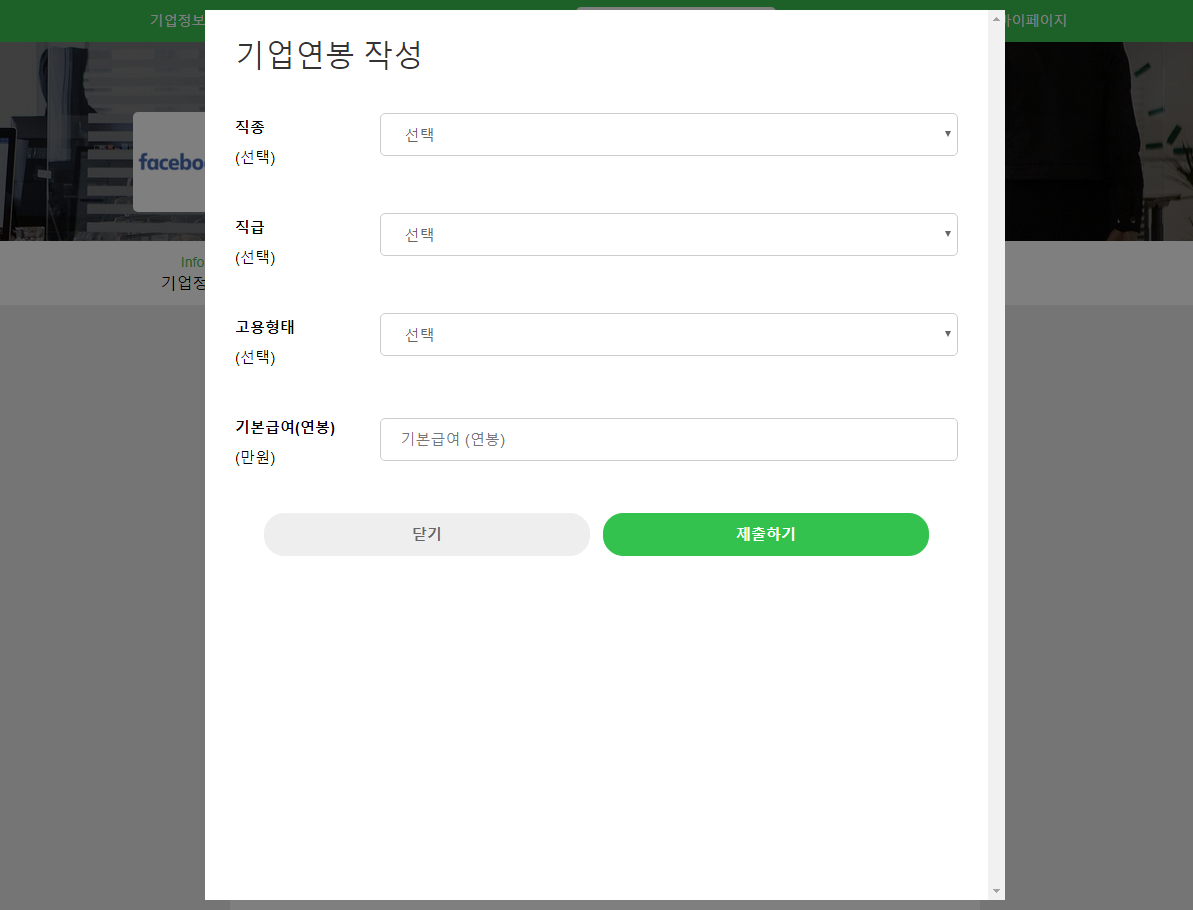 기업정보
마이페이지
facebo
Info
기업정
기업연봉 작성
직종
(선택)
선택
직급
(선택)
선택
고용형태
(선택)
선택
기본급여(연봉)
(만원)
기본급여 (연봉)
닫기
제출하기